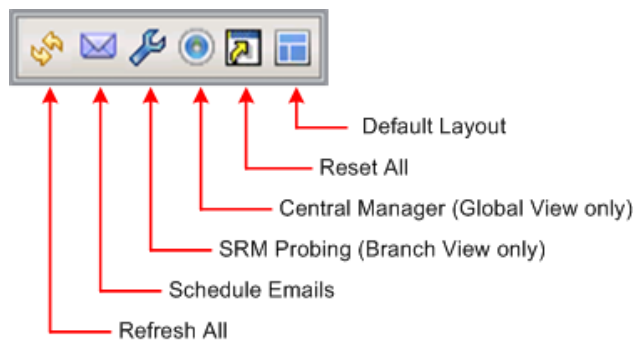 Default Layout
Reset All
Central Manager (Global View only)
SRM Probing (Branch View only)
Schedule Emails
Refresh All